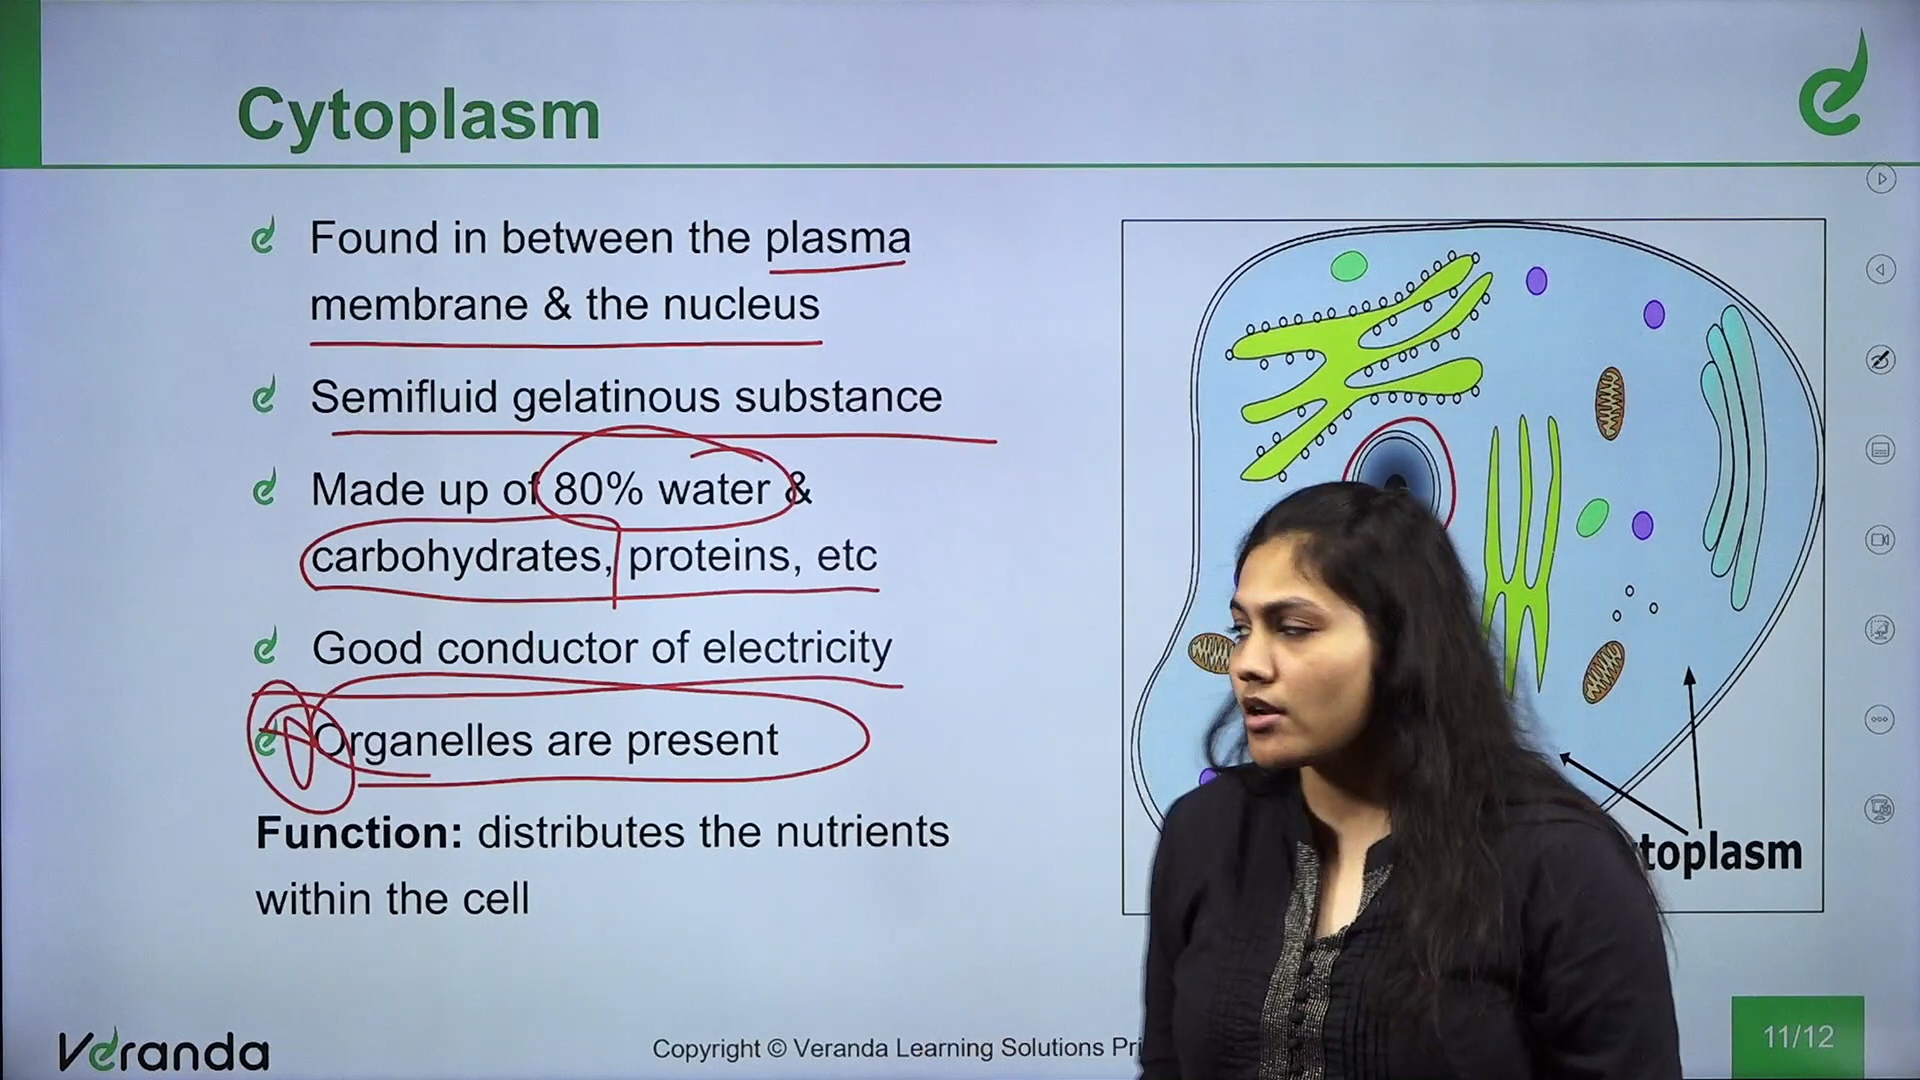 Cytoplasm
Found in between the plasma
membrane & the nucleus
Semifluid gelatinous substance
Made up of 80% water &
carbohydrates, proteins, etc
Good conductor of electricity
Organelles are present
Function: distributes the nutrients
within the cell
toplasm
Veranda
Copyright © Veranda Learning Solutions Pri
11/12